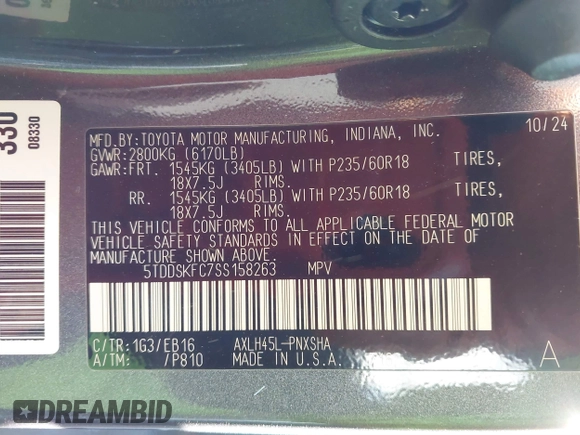 330
08330
MFD.BY:TOYOTA MOTOR MANUFACTURING, INDIANA, INC. 10/24
GVWR:2800KG (6170LB)
GAWR:FRT. 1545KG (3405LB) WITH P235/60R18 TIRES,
18X7.5J RIMS.
RR. 1545KG (3405LB) WITH P235/60R18 TIRES,
18X7.5J RIMS.
THIS VEHICLE CONFORMS TO ALL APPLICABLE FEDERAL MOTOR
VEHICLE SAFETY STANDARDS IN EFFECT ON THE DATE OF
MANUFACTURE SHOWN ABOVE.
5TDDSKFC7SS158263 MPV
C/TR:1G3/EB16 AXLH45L-PNXSHA
A/TM: /P810 MADE IN U.S.A. A
DREAMBID